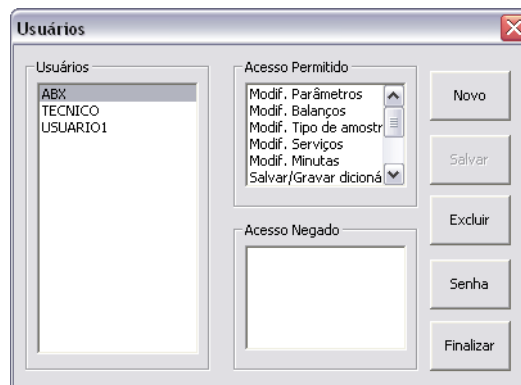 Usuários
Usuários
ABX
TECNICO
USUARIO1
Acesso Permitido
Modif. Parâmetros
Modif. Balanços
Modif. Tipo de amostr
Modif. Serviços
Modif. Minutas
Salvar/Gravar dicioná
Acesso Negado
Novo
Salvar
Excluir
Senha
Finalizar